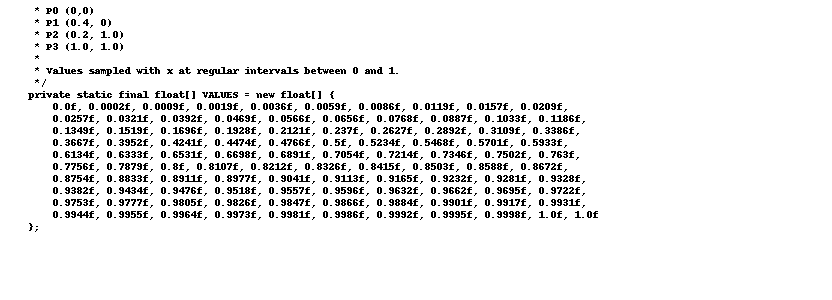 * P0 (0,0)
* P1 (0.4, 0)
* P2 (0.2, 1.0)
* P3 (1.0, 1.0)
*
* Values sampled with x at regular intervals between 0 and 1.
*/
private static final float[] VALUES = new float[] {
0.0f, 0.0002f, 0.0009f, 0.0019f, 0.0036f, 0.0059f, 0.0086f, 0.0119f, 0.0157f, 0.0209f,
0.0257f, 0.0321f, 0.0392f, 0.0469f, 0.0566f, 0.0656f, 0.0768f, 0.0887f, 0.1033f, 0.1186f,
0.1349f, 0.1519f, 0.1696f, 0.1928f, 0.2121f, 0.237f, 0.2627f, 0.2892f, 0.3109f, 0.3386f,
0.3667f, 0.3952f, 0.4241f, 0.4474f, 0.4766f, 0.5f, 0.5234f, 0.5468f, 0.5701f, 0.5933f,
0.6134f, 0.6333f, 0.6531f, 0.6698f, 0.6891f, 0.7054f, 0.7214f, 0.7346f, 0.7502f, 0.763f,
0.7756f, 0.7879f, 0.8f, 0.8107f, 0.8212f, 0.8326f, 0.8415f, 0.8503f, 0.8588f, 0.8672f,
0.8754f, 0.8833f, 0.8911f, 0.8977f, 0.9041f, 0.9113f, 0.9165f, 0.9232f, 0.9281f, 0.9328f,
0.9382f, 0.9434f, 0.9476f, 0.9518f, 0.9557f, 0.9596f, 0.9632f, 0.9662f, 0.9695f, 0.9722f,
0.9753f, 0.9777f, 0.9805f, 0.9826f, 0.9847f, 0.9866f, 0.9884f, 0.9901f, 0.9917f, 0.9931f,
0.9944f, 0.9955f, 0.9964f, 0.9973f, 0.9981f, 0.9986f, 0.9992f, 0.9995f, 0.9998f, 1.0f, 1.0f
};